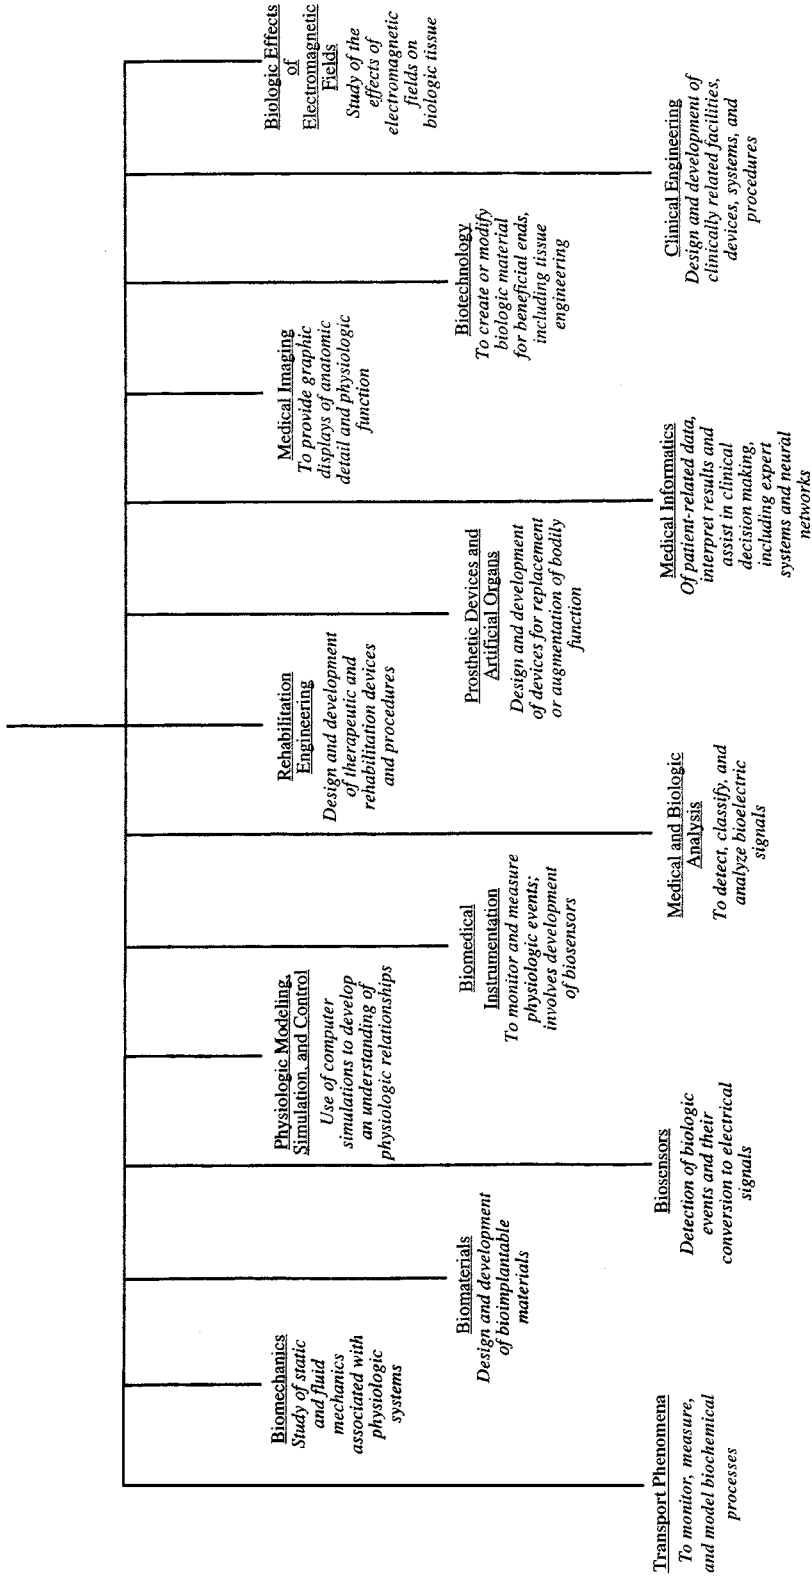 Biomechanics
Study of static
and fluid
mechanics
associated with
physiologic
systems
Physiologic Modeling,
Simulation, and Control
Use of computer
simulations to develop
an understanding of
physiologic relationships
Rehabilitation
Engineering
Design and development
of therapeutic and
rehabilitation devices
and procedures
Medical Imaging
To provide graphic
displays of anatomic
detail and physiologic
function
Biologic Effects
of
Electromagnetic
Fields
Study of the
effects of
electromagnetic
fields on
biologic tissue
Biomaterials
Design and development
of bioimplantable
materials
Biomedical
Instrumentation
To monitor and measure
physiologic events;
involves development
of biosensors
Prosthetic Devices and
Artificial Organs
Design and development
of devices for replacement
or augmentation of bodily
function
Biotechnology
To create or modify
biologic material
for beneficial ends,
including tissue
engineering
Transport Phenomena
To monitor, measure,
and model biochemical
processes
Biosensors
Detection of biologic
events and their
conversion to electrical
signals
Medical and Biologic
Analysis
To detect, classify, and
analyze bioelectric
signals
Medical Informatics
Of patient-related data,
interpret results and
assist in clinical
decision making,
including expert
systems and neural
networks
Clinical Engineering
Design and development of
clinically related facilities,
devices, systems, and
procedures